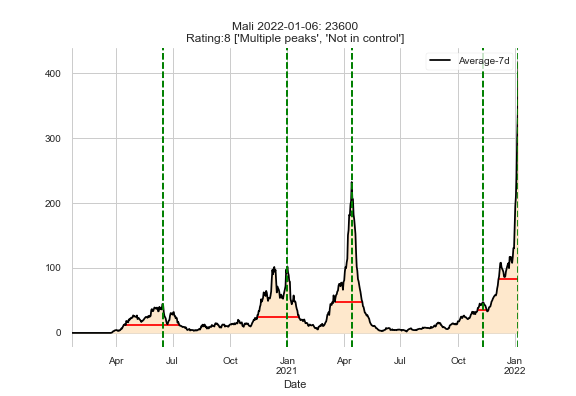 Mali 2022-01-06: 23600
Rating:8 ['Multiple peaks', 'Not in control']
Average-7d
400
300
200
100
0
Apr Jul Oct Jan Apr Jul Oct Jan
2021 2022
Date